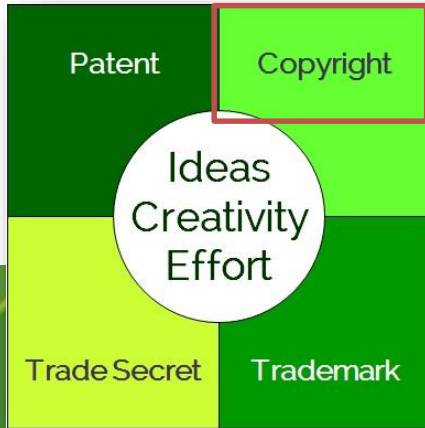 Patent
Copyright
Ideas
Creativity
Effort
Trade Secret
Trademark